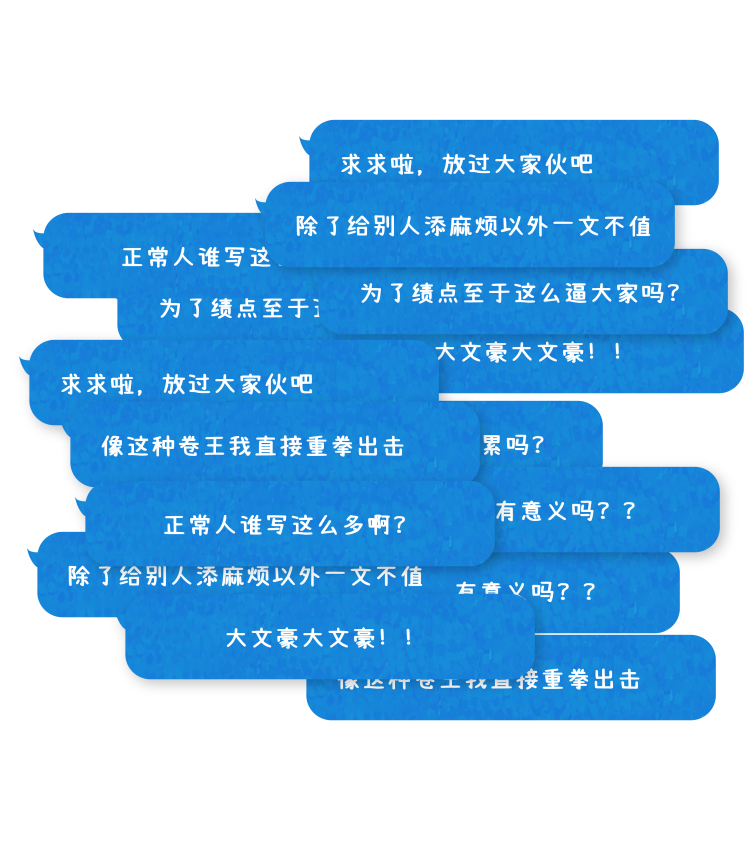 求求啦，放过大家伙吧
除了给别人添麻烦以外一文不值
正常人谁写这
为了绩点至于这么逼大家吗？
为了绩点至于
大文豪大文豪！！
求求啦，放过大家伙吧
像这种卷王我直接重拳出击
累吗？
有意义吗？？
正常人谁写这么多啊？
除了给别人添麻烦以外一文不值
有意义吗？？
大文豪大文豪！！
像这种卷王我直接重拳出击